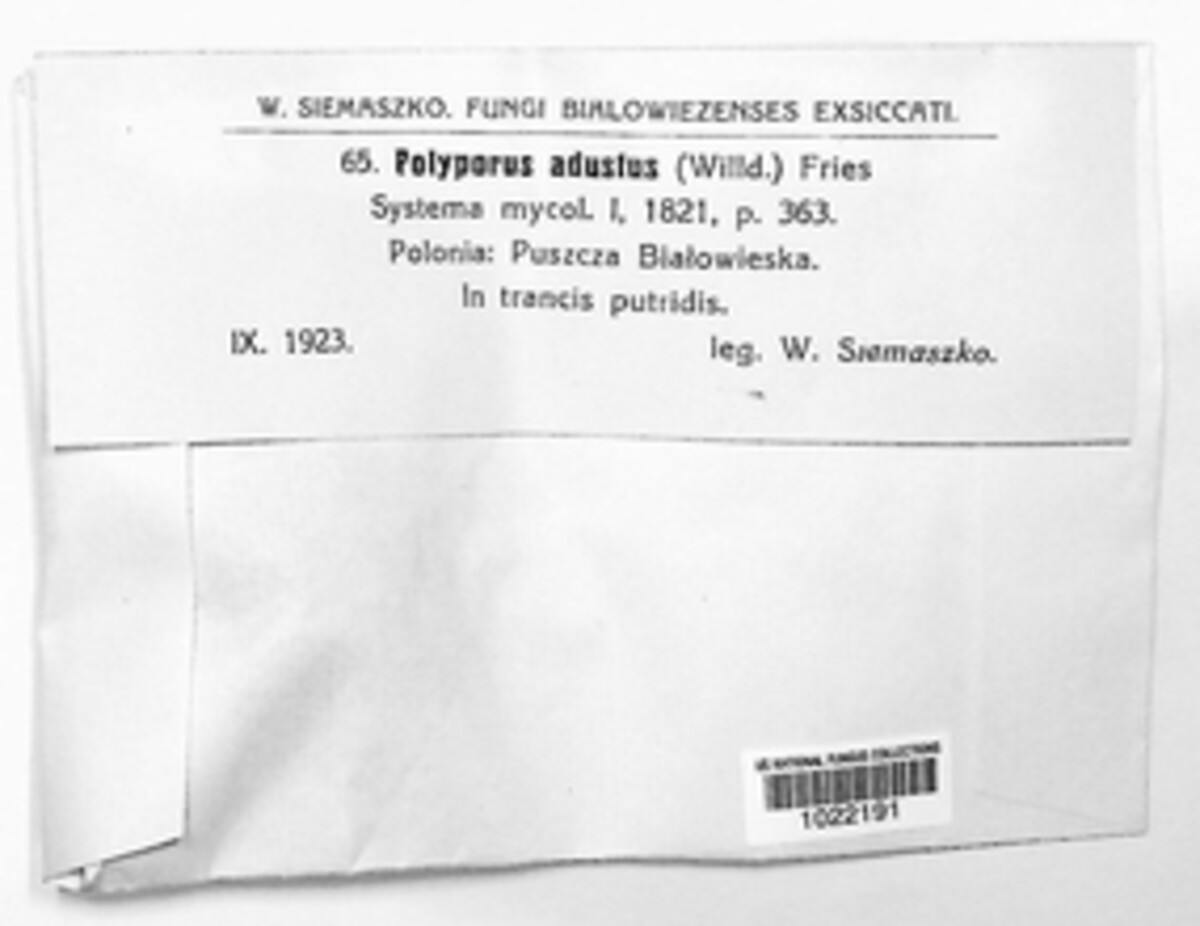 W. SIEMASZKO. FUNGI BIAŁOWIEZENSES EXSICCATI.
65. Polyporus adustus (Willd.) Fries
Systema mycol. I, 1821, p. 363.
Polonia: Puszcza Białowieska.
In trancis putridis.
IX. 1923.
leg. W. Siemaszko.
US NATIONAL FUNGUS COLLECTIONS
1022191